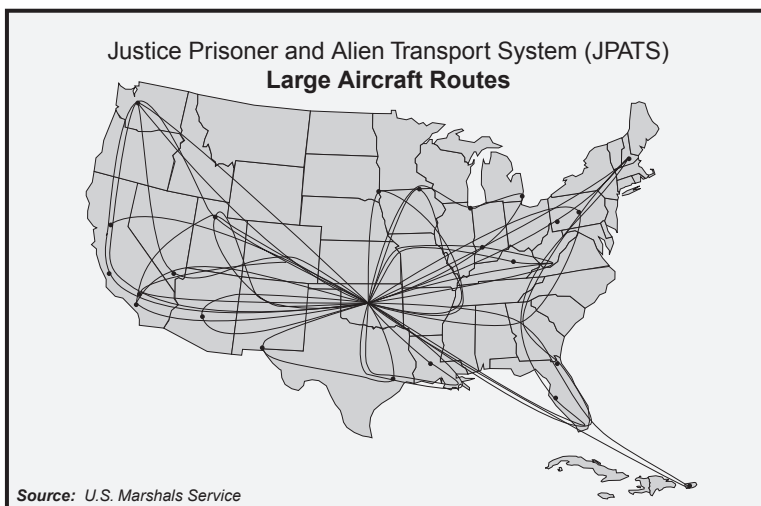 Justice Prisoner and Alien Transport System (JPATS)
Large Aircraft Routes
Source: U.S. Marshals Service